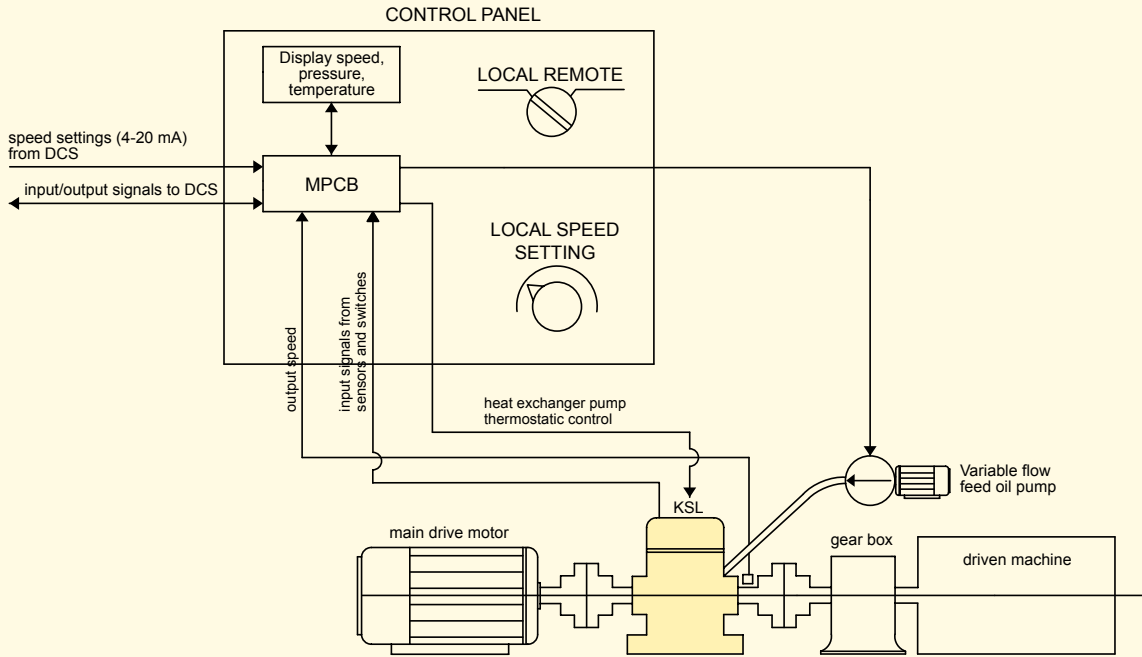 CONTROL PANEL
Display speed,
pressure,
temperature
LOCAL REMOTE
speed settings (4-20 mA)
from DCS
MPCB
input/output signals to DCS
LOCAL SPEED
SETTING
output speed
input signals from
sensors and switches
heat exchanger pump
thermostatic control
Variable flow
feed oil pump
KSL
main drive motor
gear box
driven machine